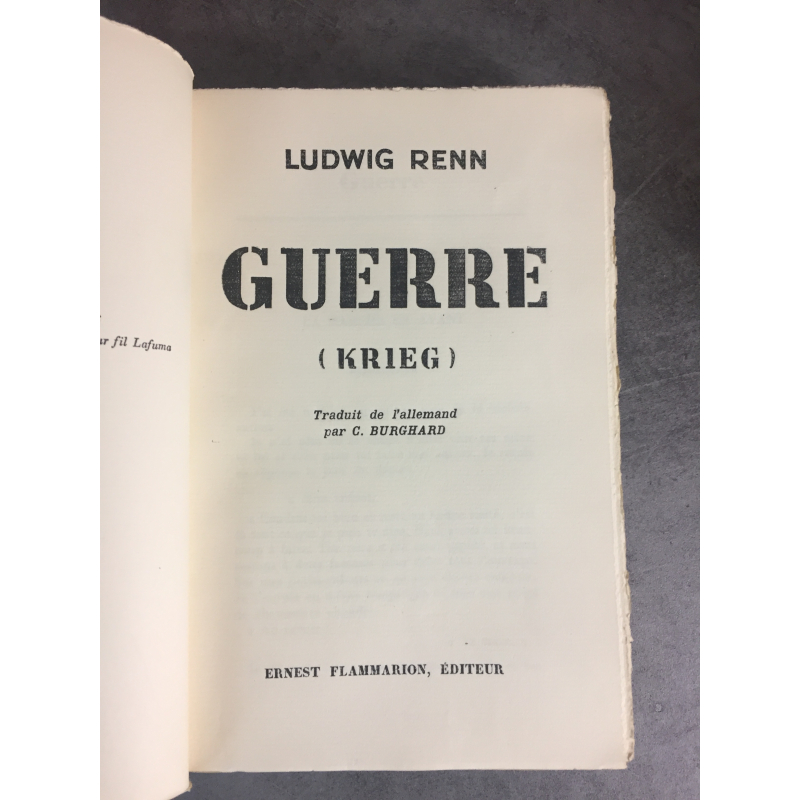 ur fil Lafuma
LUDWIG RENN
GUERRE
(KRIEG)
Traduit de l'allemand
par C. BURGHARD
ERNEST FLAMMARION, ÉDITEUR